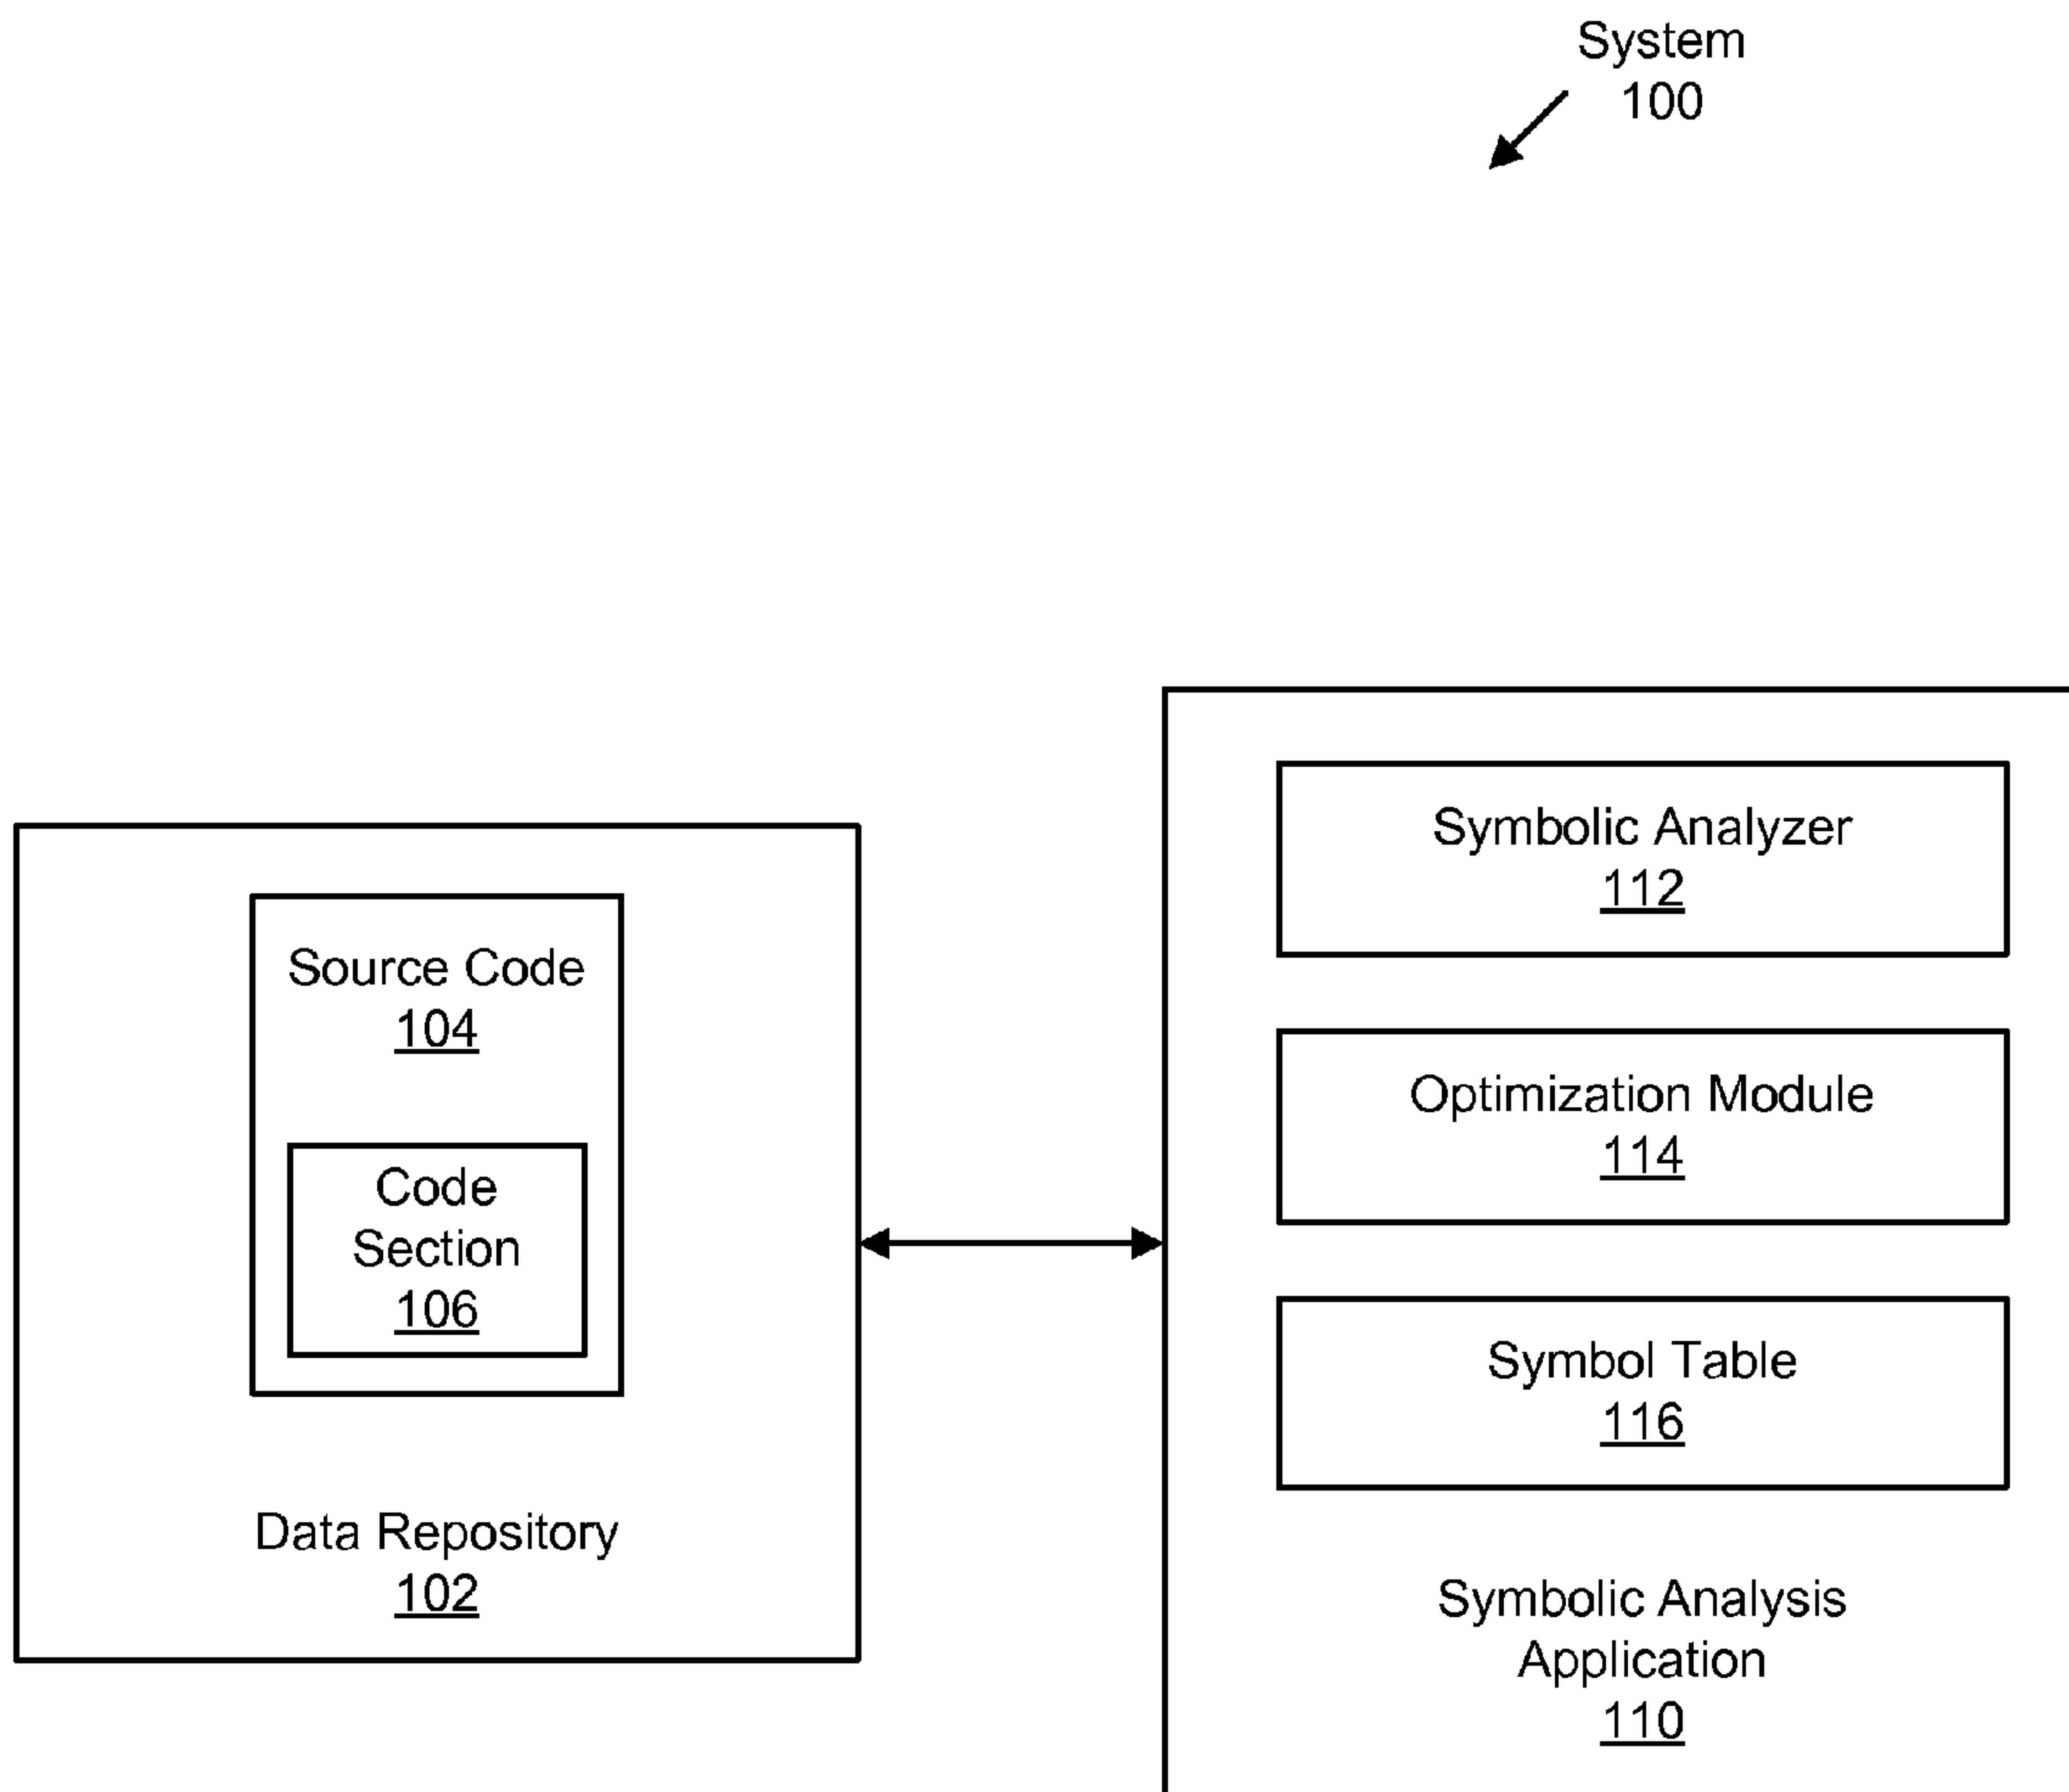 System
100
Source Code
104
Code
Section
106
Data Repository
102
Symbolic Analyzer
112
Optimization Module
114
Symbol Table
116
Symbolic Analysis
Application
110